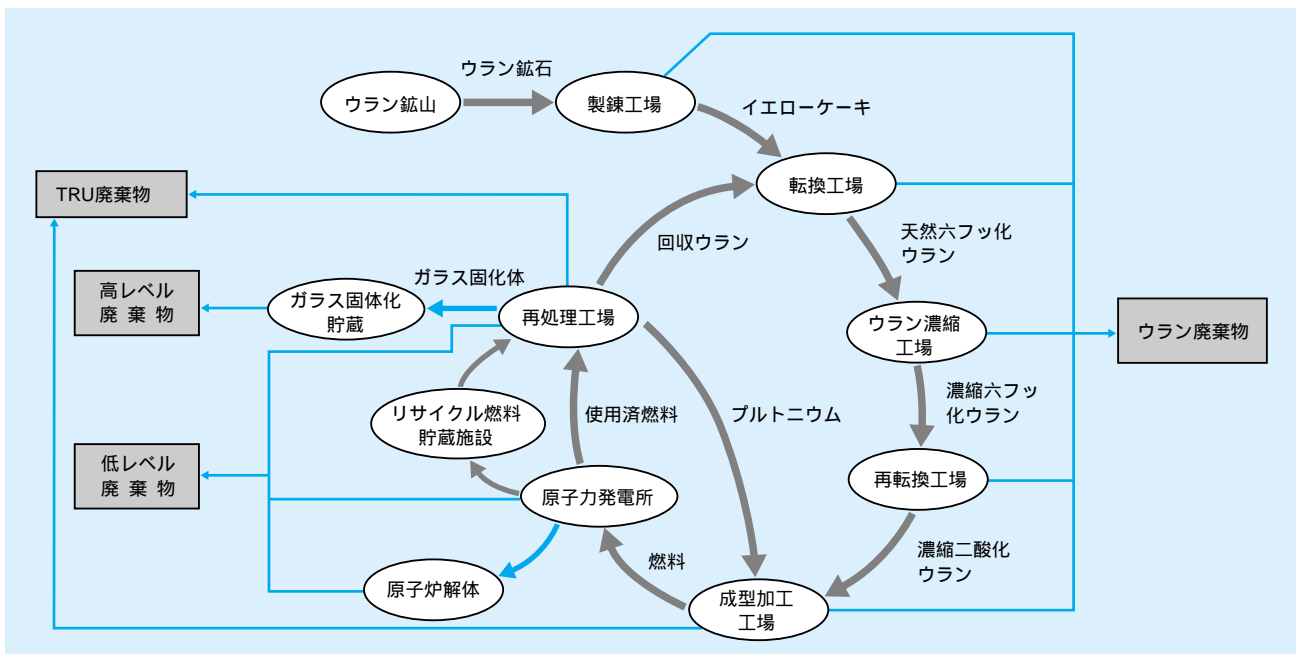 ウラン鉱石
ウラン鉱山
製錬工場
イエローケーキ
転換工場
TRU廃棄物
回収ウラン
天然六フッ化
ウラン
ガラス固化体
高レベル
廃棄物
ガラス固体化
貯蔵
再処理工場
ウラン濃縮
工場
ウラン廃棄物
リサイクル燃料
貯蔵施設
使用済燃料
プルトニウム
濃縮六フッ
化ウラン
低レベル
廃棄物
原子力発電所
再転換工場
燃料
濃縮二酸化
ウラン
原子炉解体
成型加工
工場